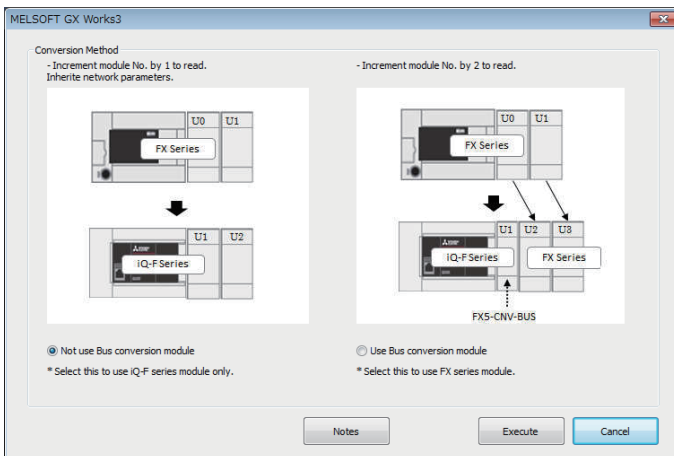 MELSOFT GX Works3
Conversion Method
- Increment module No. by 1 to read.
Inherite network parameters.
U0 U1
FX Series
U1 U2
iQ-F Series
Not use Bus conversion module
* Select this to use iQ-F series module only.
- Increment module No. by 2 to read.
U0 U1
FX Series
U1 U2 U3
iQ-F Series FX Series
FX5-CNV-BUS
Use Bus conversion module
* Select this to use FX series module.
Notes Execute Cancel